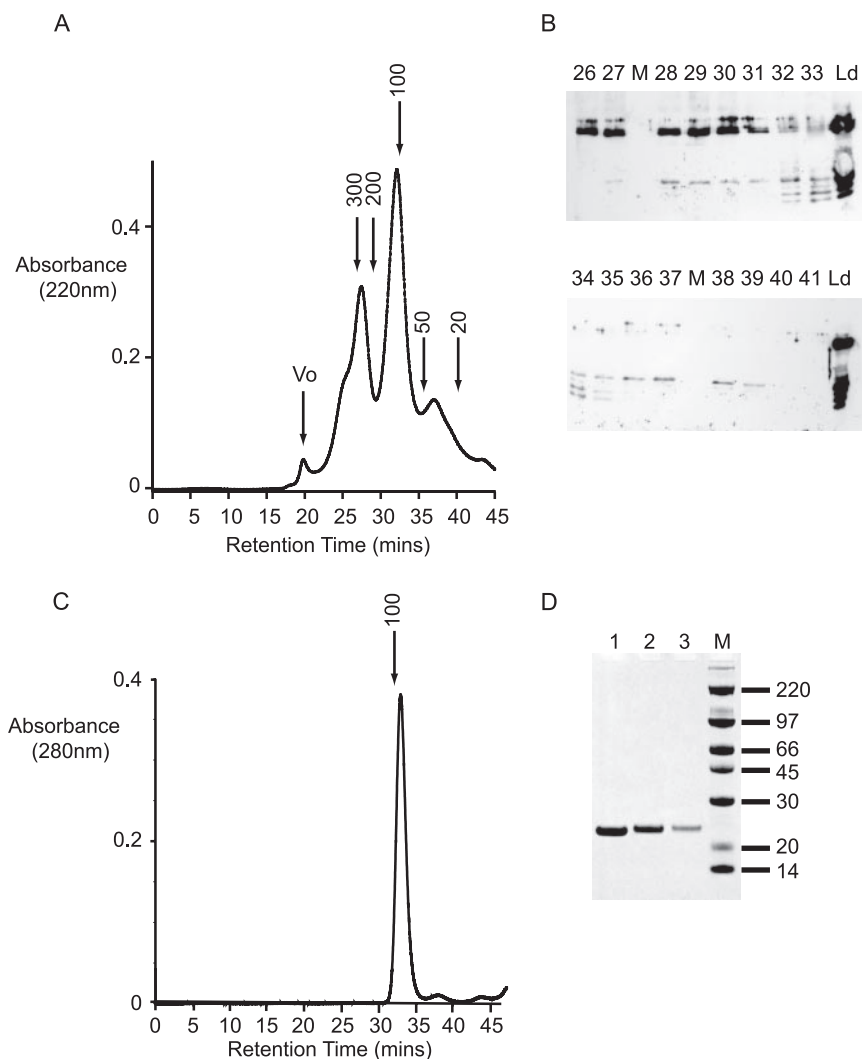 A
100
300
200
50
20
Vo
0.4
0.2
0
Absorbance
(220nm)
0 5 10 15 20 25 30 35 40 45
Retention Time (mins)
B
26 27 M 28 29 30 31 32 33 Ld
34 35 36 37 M 38 39 40 41 Ld
C
100
0.4
0.2
0
Absorbance
(280nm)
0 5 10 15 20 25 30 35 40 45
Retention Time (mins)
D
1 2 3 M
220
97
66
45
30
20
14